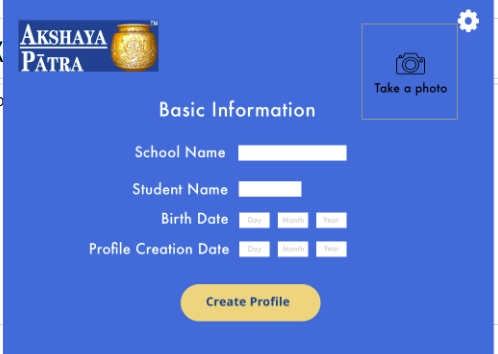 AKSHAYA
PĀTRA
TM
Take a photo
Basic Information
School Name
Student Name
Birth Date Day Month Year
Profile Creation Date Day Month Year
Create Profile